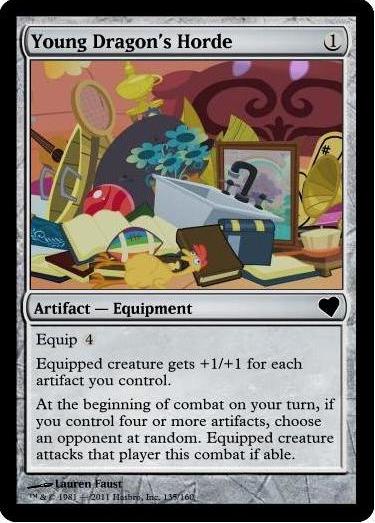 Young Dragon's Horde 1
#
Artifact — Equipment
Equip 4
Equipped creature gets +1/+1 for each
artifact you control.
At the beginning of combat on your turn, if
you control four or more artifacts, choose
an opponent at random. Equipped creature
attacks that player this combat if able.
Lauren Faust
™ & © 1981 — 2011 Hasbro, Inc. 135/160